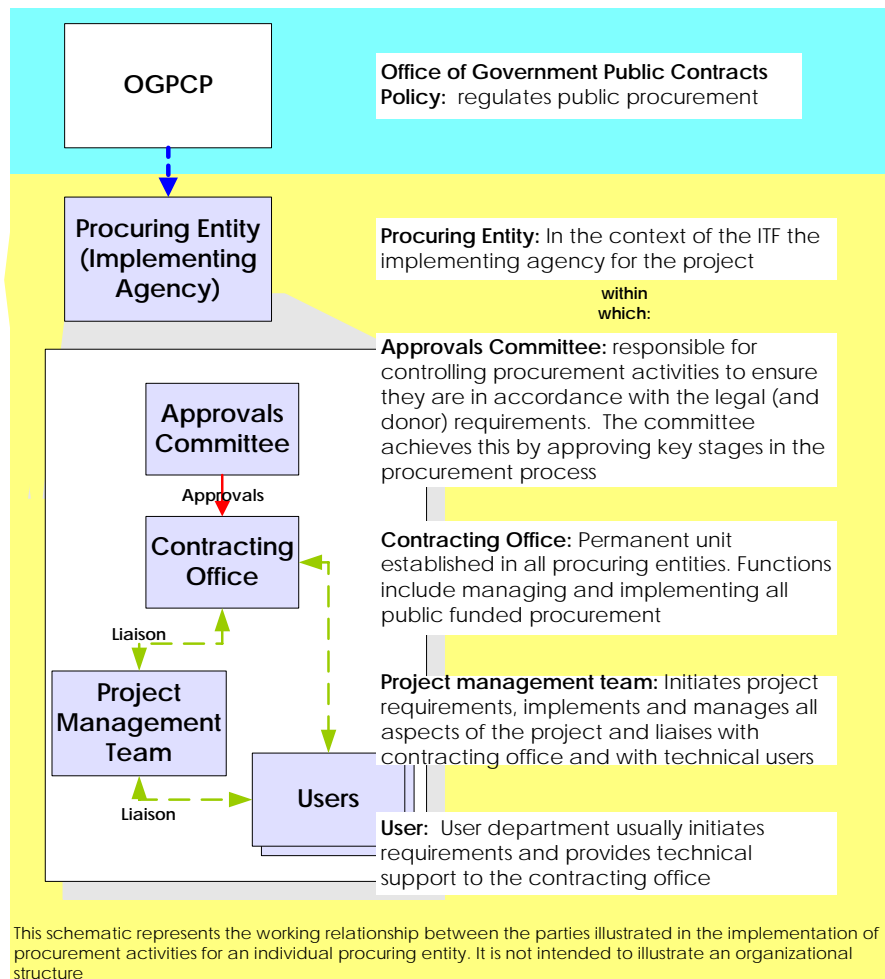 OGPCP
Office of Government Public Contracts
Policy: regulates public procurement
Procuring Entity
(Implementing
Agency)
Procuring Entity: In the context of the ITF the
implementing agency for the project
within
which:
Approvals
Committee
Approvals Committee: responsible for
controlling procurement activities to ensure
they are in accordance with the legal (and
donor) requirements. The committee
achieves this by approving key stages in the
procurement process
Approvals
Contracting
Office
Contracting Office: Permanent unit
established in all procuring entities. Functions
include managing and implementing all
public funded procurement
Liaison
Project
Management
Team
Project management team: Initiates project
requirements, implements and manages all
aspects of the project and liaises with
contracting office and with technical users
Users
Liaison
User: User department usually initiates
requirements and provides technical
support to the contracting office
This schematic represents the working relationship between the parties illustrated in the implementation of
procurement activities for an individual procuring entity. It is not intended to illustrate an organizational
structure